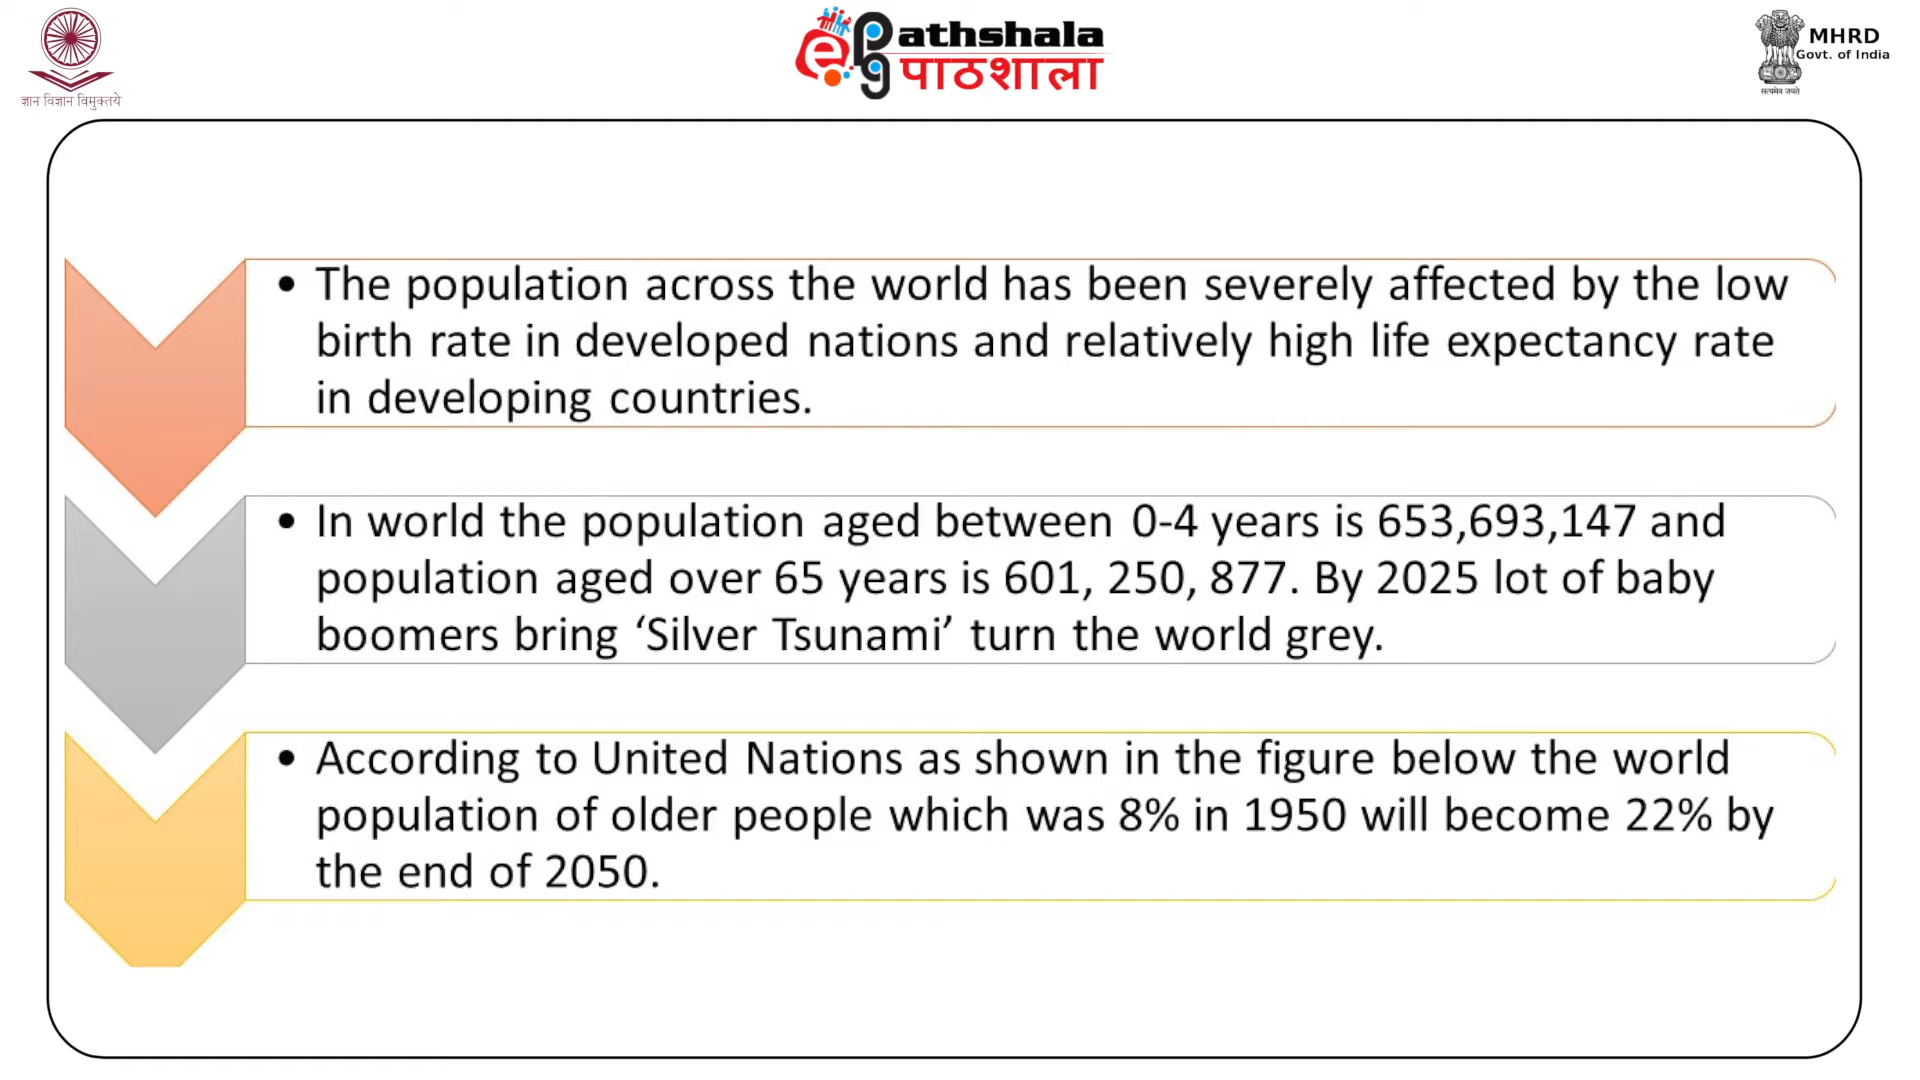 ज्ञान विज्ञान विमुक्तये
e Pg Pathshala
पाठशाला
MHRD
Govt. of India
सत्यमेव जयते
• The population across the world has been severely affected by the low
birth rate in developed nations and relatively high life expectancy rate
in developing countries.
• In world the population aged between 0-4 years is 653,693,147 and
population aged over 65 years is 601, 250, 877. By 2025 lot of baby
boomers bring ‘Silver Tsunami’ turn the world grey.
• According to United Nations as shown in the figure below the world
population of older people which was 8% in 1950 will become 22% by
the end of 2050.